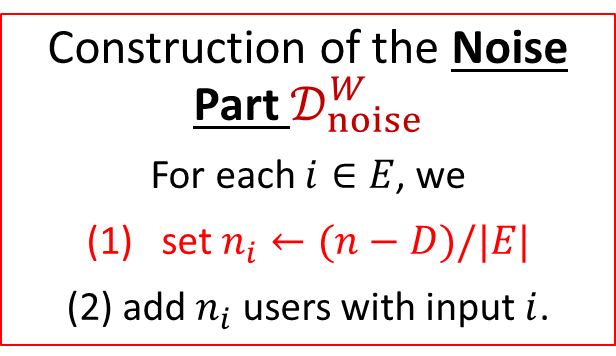 Construction of the Noise
Part 𝒟^W_noise
For each i ∈ E, we
(1) set n_i ← (n − D)/|E|
(2) add n_i users with input i.